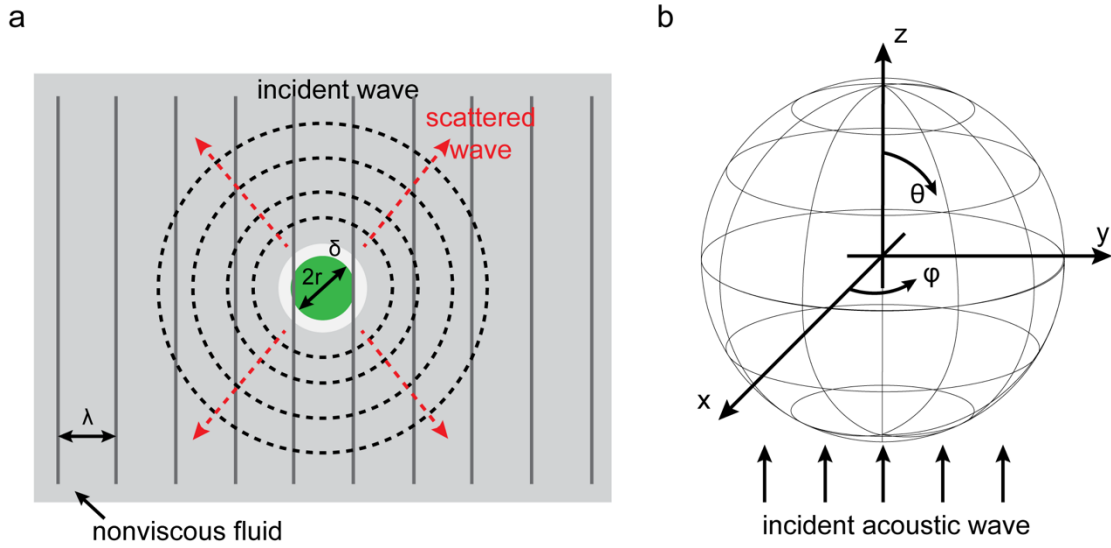 a
incident wave
scattered
wave
δ
2r
λ
nonviscous fluid
b
z
θ
y
φ
x
incident acoustic wave